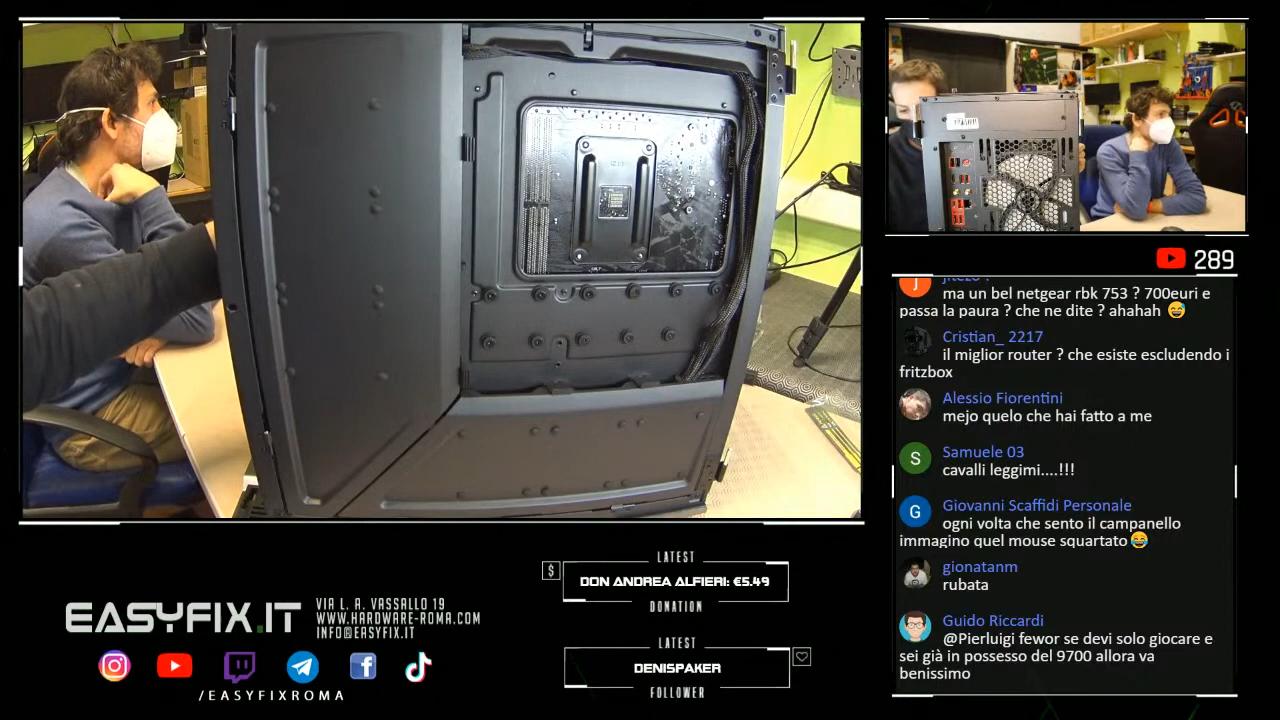 289
ma un bel netgear rbk 753 ? 700euri e
passa la paura ? che ne dite ? ahahah 😅
Cristian_ 2217
il miglior router ? che esiste escludendo i
fritzbox
Alessio Fiorentini
mejo quelo che hai fatto a me
S
Samuele 03
cavalli leggimi....!!!
G
Giovanni Scaffidi Personale
ogni volta che sento il campanello
immagino quel mouse squartato 😂
gionatanm
rubata
Guido Riccardi
@Pierluigi fewor se devi solo giocare e
sei già in possesso del 9700 allora va
benissimo
LATEST
$
DON ANDREA ALFIERI: €5.49
DONATION
LATEST
DENISPAKER
FOLLOWER
EASYFIX.IT
VIA L. A. VASSALLO 19
WWW.HARDWARE-ROMA.COM
INFO@EASYFIX.IT
/EASYFIXROMA